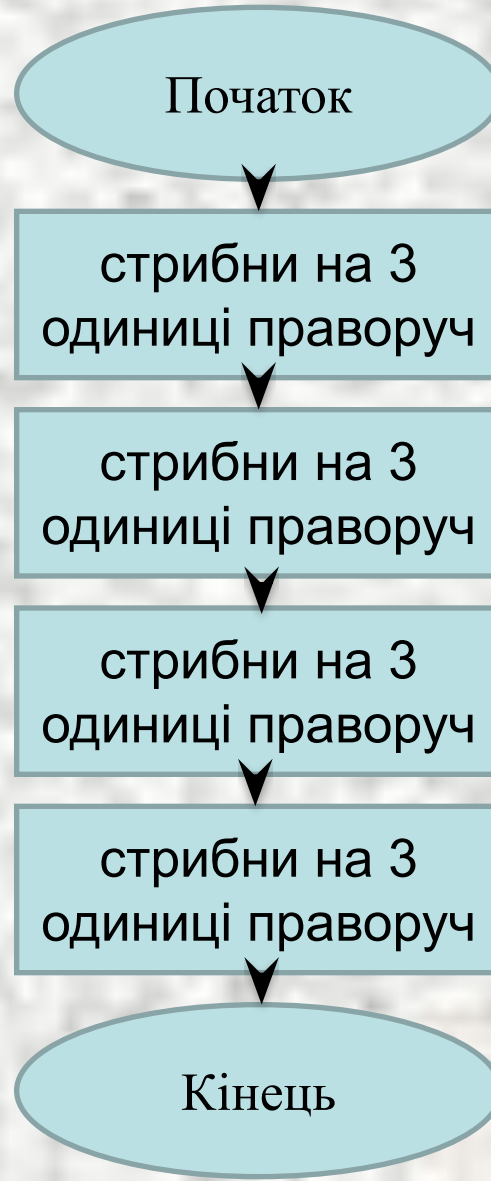 Початок
стрибни на 3
одиниці праворуч
стрибни на 3
одиниці праворуч
стрибни на 3
одиниці праворуч
стрибни на 3
одиниці праворуч
Кінець